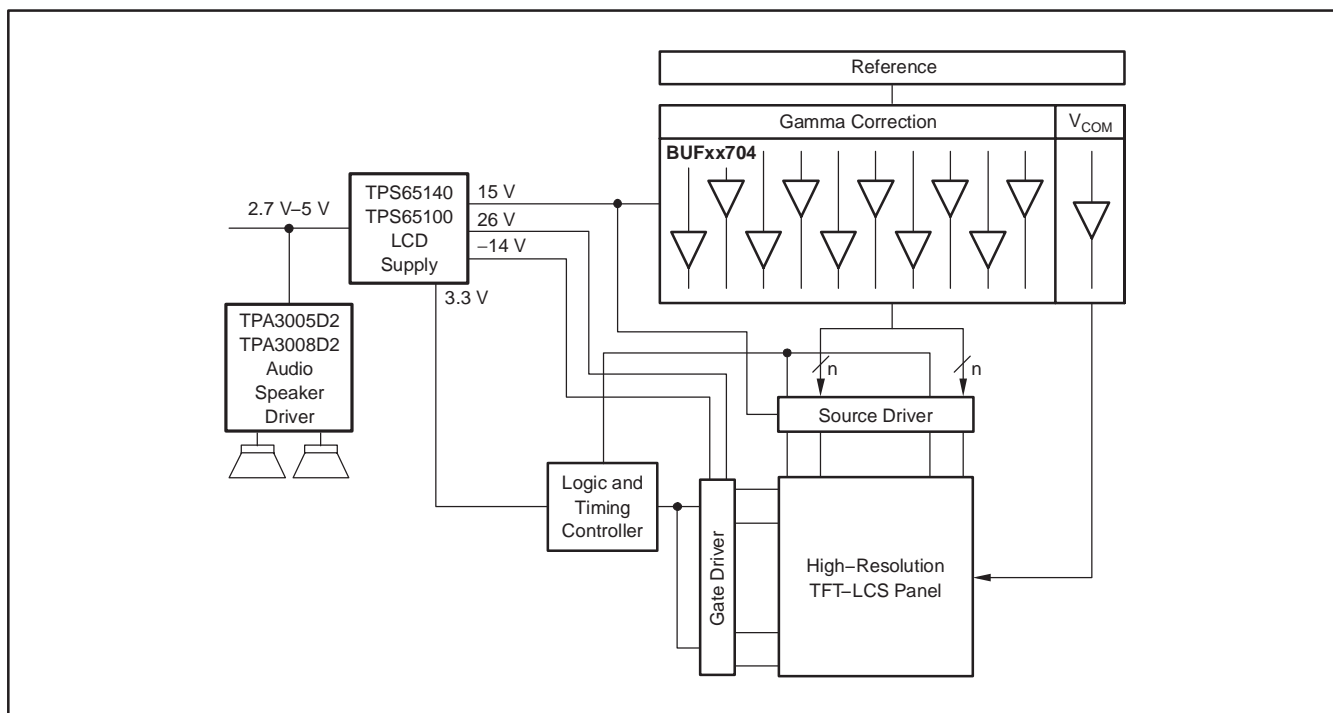 Reference
Gamma Correction
V_COM
BUFxx704
TPS65140
TPS65100
LCD
Supply
15 V
26 V
–14 V
3.3 V
2.7 V–5 V
TPA3005D2
TPA3008D2
Audio
Speaker
Driver
n
n
Source Driver
Logic and
Timing
Controller
Gate Driver
High–Resolution
TFT–LCS Panel